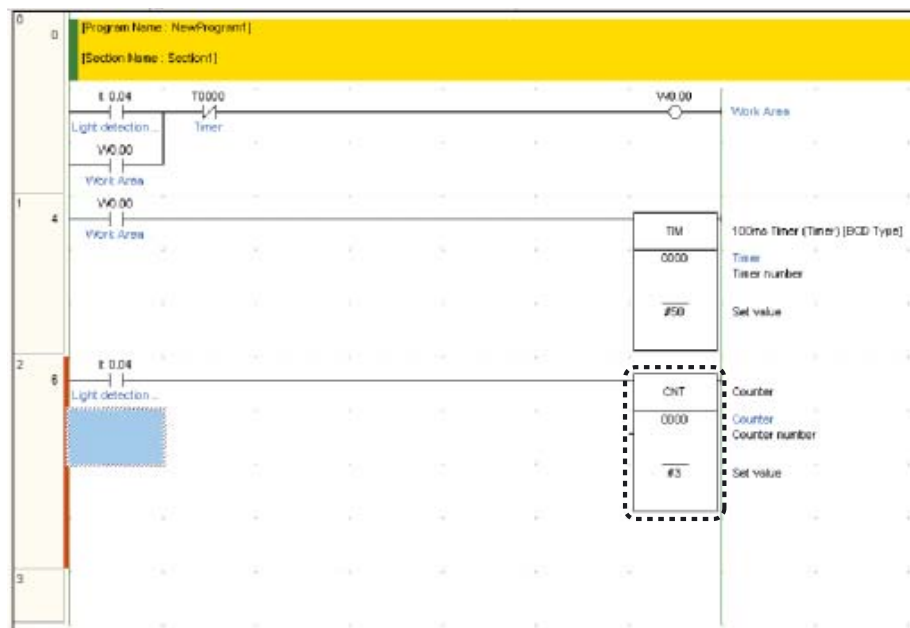 0
0
[Program Name : NewProgram1]
[Section Name : Section1]
I: 0.04
T0000
W0.00
Work Area
Light detection...
Timer
W0.00
Work Area
1
4
W0.00
Work Area
TIM
100ms Timer (Timer) [BCD Type]
0000
Timer
Timer number
#50
Set value
2
6
I: 0.04
Light detection...
CNT
Counter
0000
Counter
Counter number
#3
Set value
3